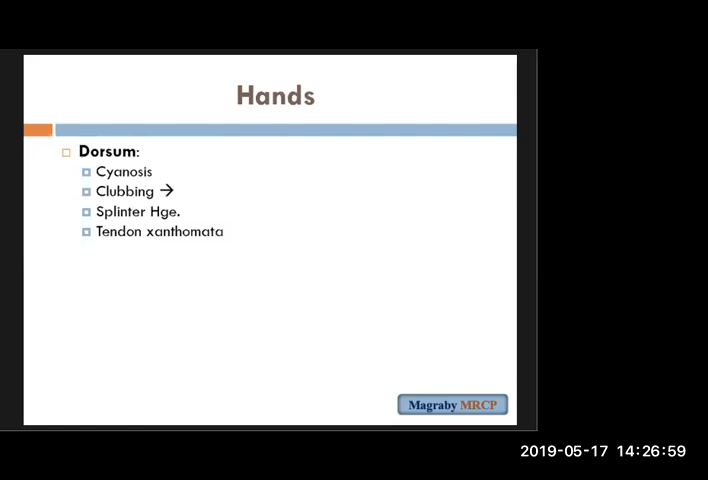 Hands
Dorsum:
Cyanosis
Clubbing →
Splinter Hge.
Tendon xanthomata
Magraby MRCP
2019-05-17 14:26:59